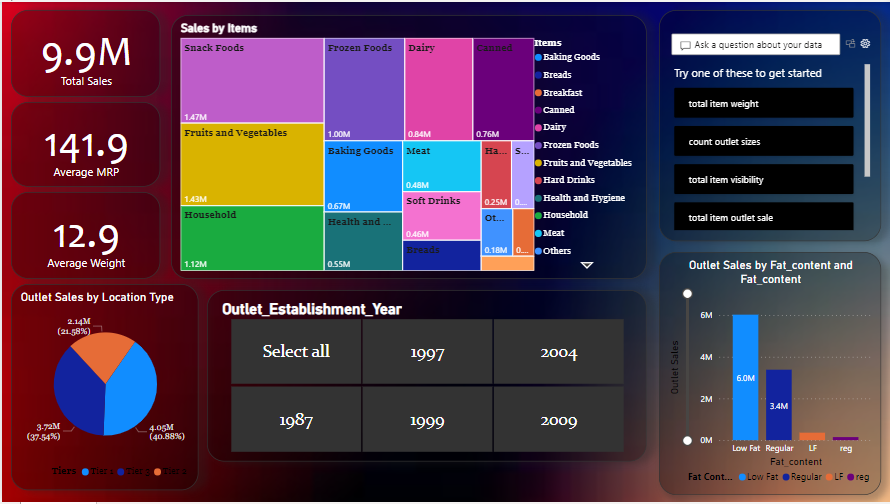 9.9M
Total Sales
141.9
Average MRP
12.9
Average Weight
Sales by Items
Snack Foods
1.47M
Fruits and Vegetables
1.43M
Household
1.12M
Frozen Foods
1.00M
Dairy
0.84M
Canned
0.76M
Baking Goods
0.67M
Health and ...
0.55M
Meat
0.48M
Soft Drinks
0.46M
Breads
Ha...
0.25M
S...
0...
Ot...
0.18M
0...
Items
Baking Goods
Breads
Breakfast
Canned
Dairy
Frozen Foods
Fruits and Vegetables
Hard Drinks
Health and Hygiene
Household
Meat
Others
Ask a question about your data
Try one of these to get started
total item weight
count outlet sizes
total item visibility
total item outlet sale
Outlet Sales by Location Type
2.14M
(21.58%)
3.72M
(37.54%)
4.05M
(40.88%)
Tiers
Outlet_Establishment_Year
Select all
1997
2004
1987
1999
2009
Outlet Sales by Fat_content and
Fat_content
Outlet Sales
6M
4M
2M
0M
6.0M
3.4M
Low Fat
Regular
LF
reg
Fat_content
Fat Cont... Low Fat Regular LF reg